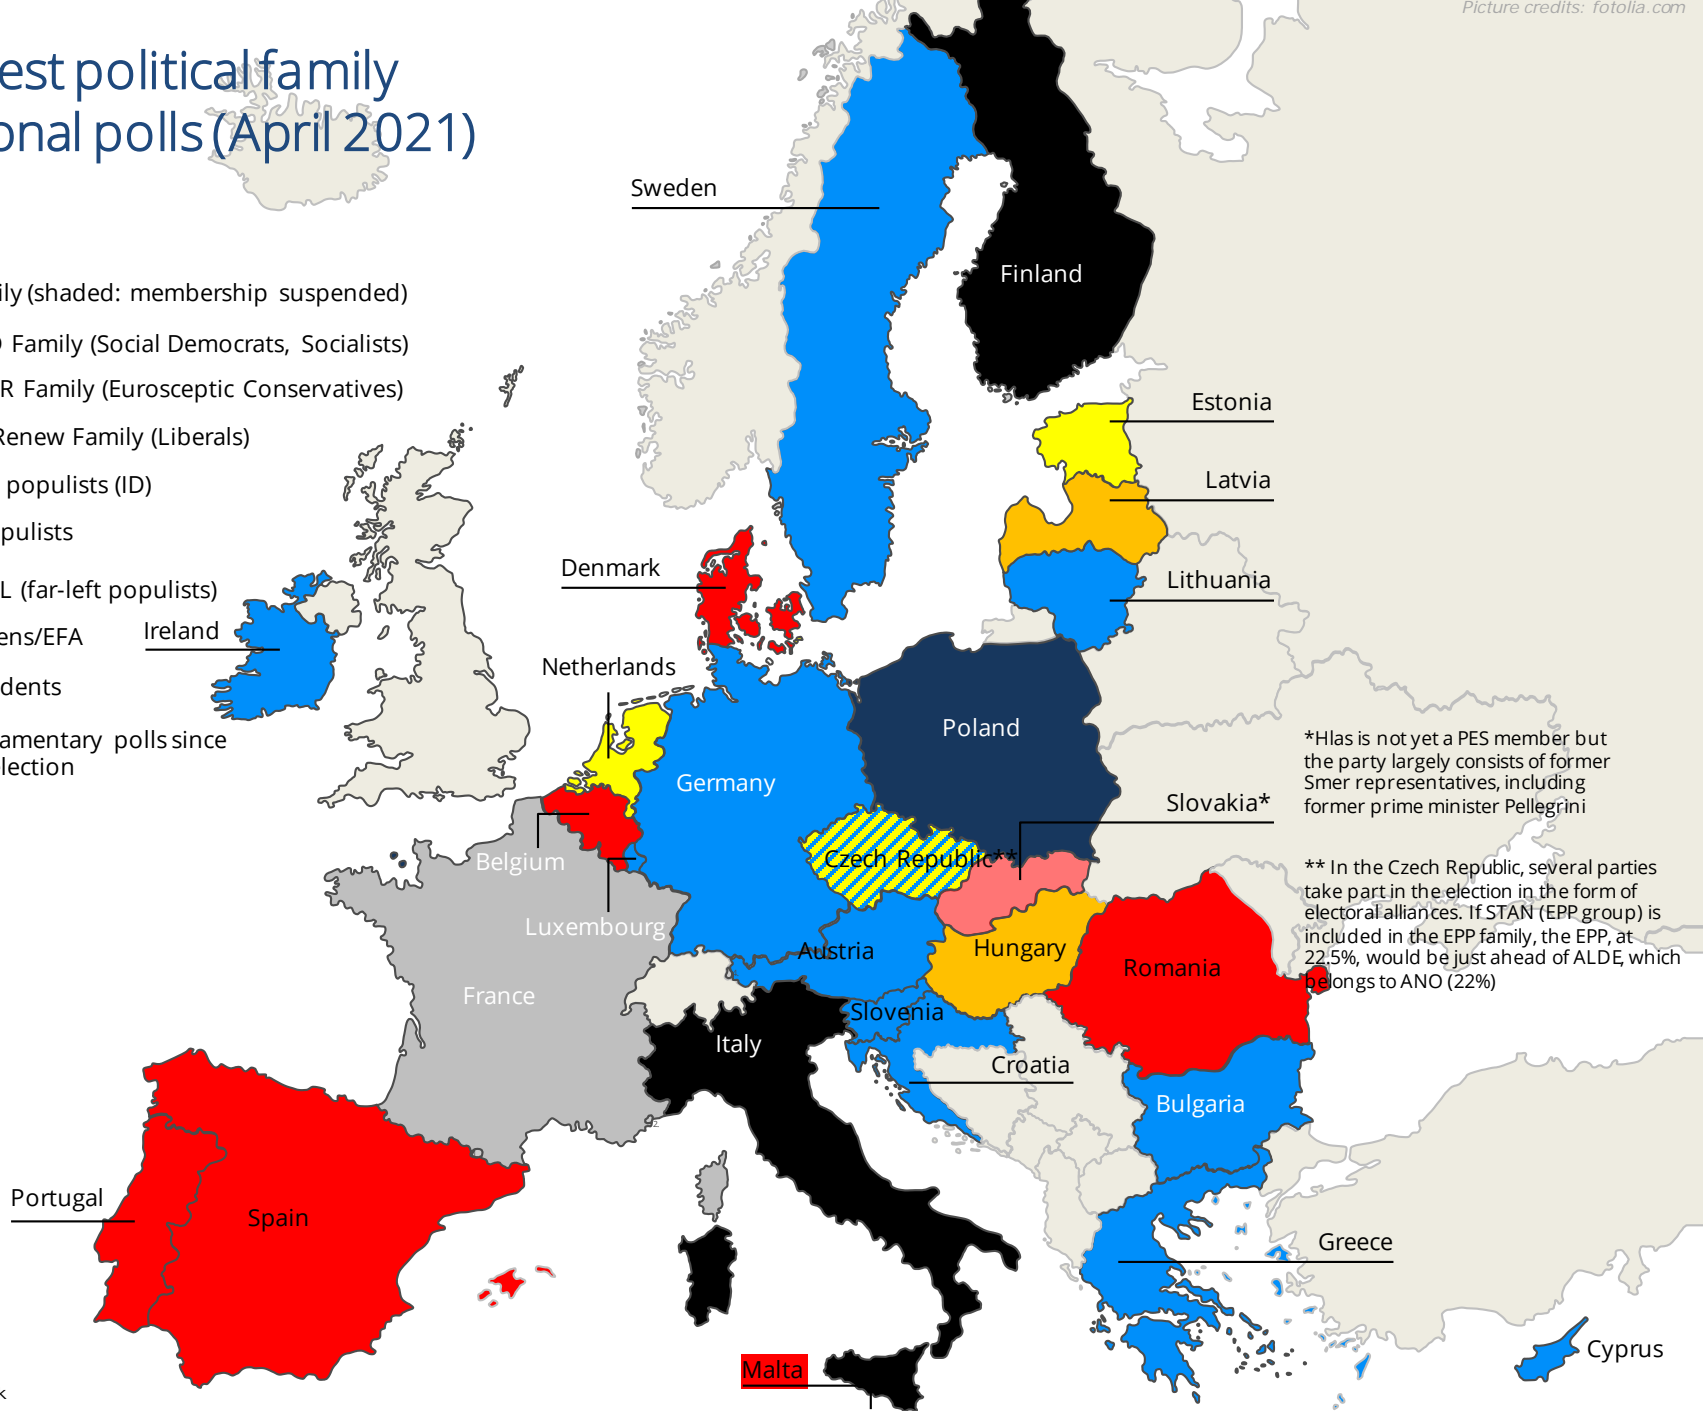 Picture credits: fotolia.com
est political family
onal polls (April 2021)
Sweden
Finland
ily (shaded: membership suspended)
Family (Social Democrats, Socialists)
R Family (Eurosceptic Conservatives)
Renew Family (Liberals)
populists (ID)
pulists
L (far-left populists)
ens/EFA
dents
amentary polls since
lection
Estonia
Latvia
Lithuania
Denmark
Ireland
Netherlands
Poland
Germany
*Hlas is not yet a PES member but
the party largely consists of former
Smer representatives, including
former prime minister Pellegrini
Slovakia*
Belgium
Czech Republic**
** In the Czech Republic, several parties
take part in the election in the form of
electoral alliances. If STAN (EPP group) is
included in the EPP family, the EPP, at
22.5%, would be just ahead of ALDE, which
belongs to ANO (22%)
Luxembourg
Austria
Hungary
Romania
France
Slovenia
Italy
Croatia
Bulgaria
2
Portugal
Spain
Greece
Cyprus
Malta
k